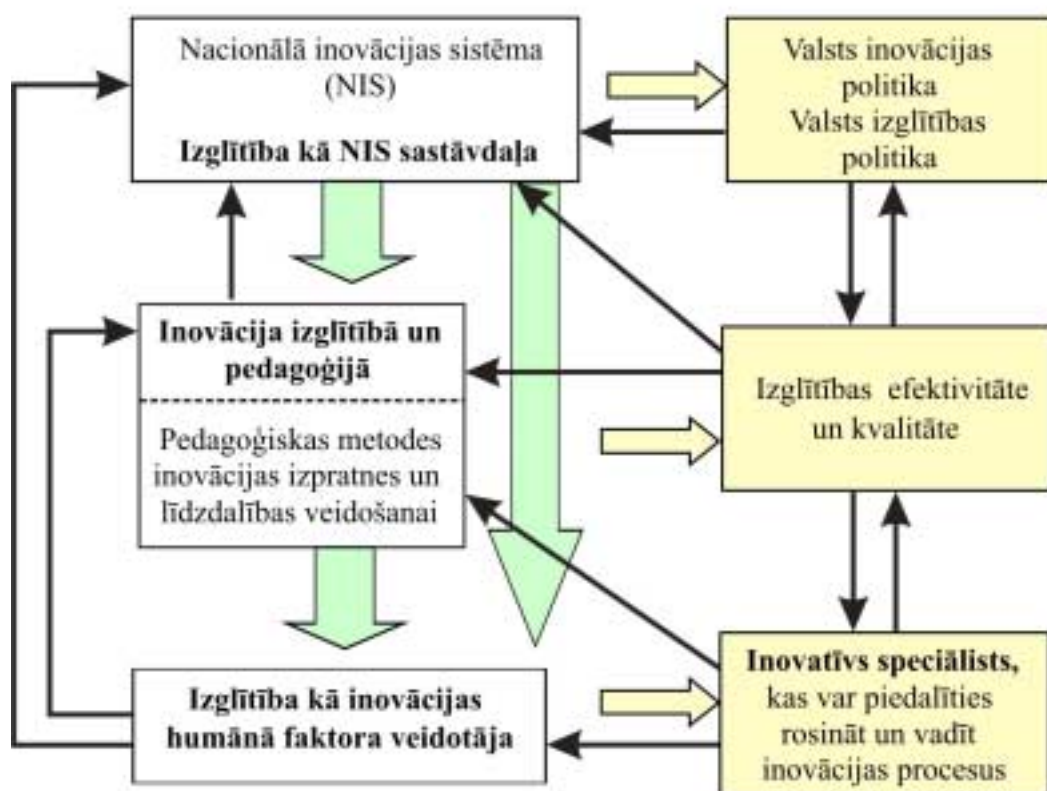 Nacionālā inovācijas sistēma
(NIS)
Izglītība kā NIS sastāvdaļa
Valsts inovācijas
politika
Valsts izglītības
politika
Inovācija izglītībā un
pedagoģijā
Pedagoģiskas metodes
inovācijas izpratnes un
līdzdalības veidošanai
Izglītības efektivitāte
un kvalitāte
Izglītība kā inovācijas
humānā faktora veidotāja
Inovatīvs speciālists,
kas var piedalīties
rosināt un vadīt
inovācijas procesus